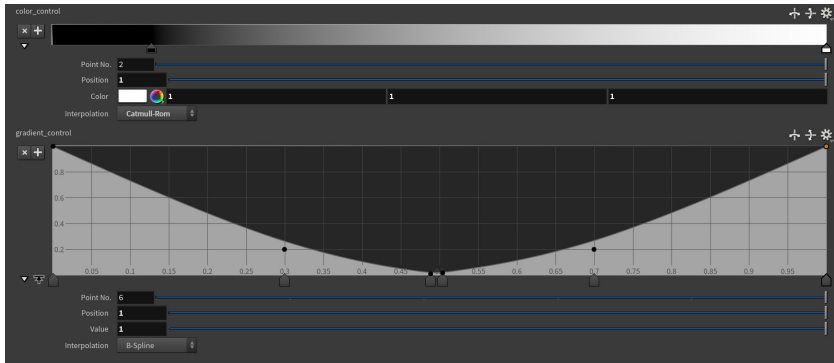 color_control
Point No. 2
Position 1
Color 1 1 1
Interpolation Catmull-Rom
gradient_control
0.8
0.6
0.4
0.2
0.05 0.1 0.15 0.2 0.25 0.3 0.35 0.4 0.45 0.55 0.6 0.65 0.7 0.75 0.8 0.85 0.9 0.95
Point No. 6
Position 1
Value 1
Interpolation B-Spline